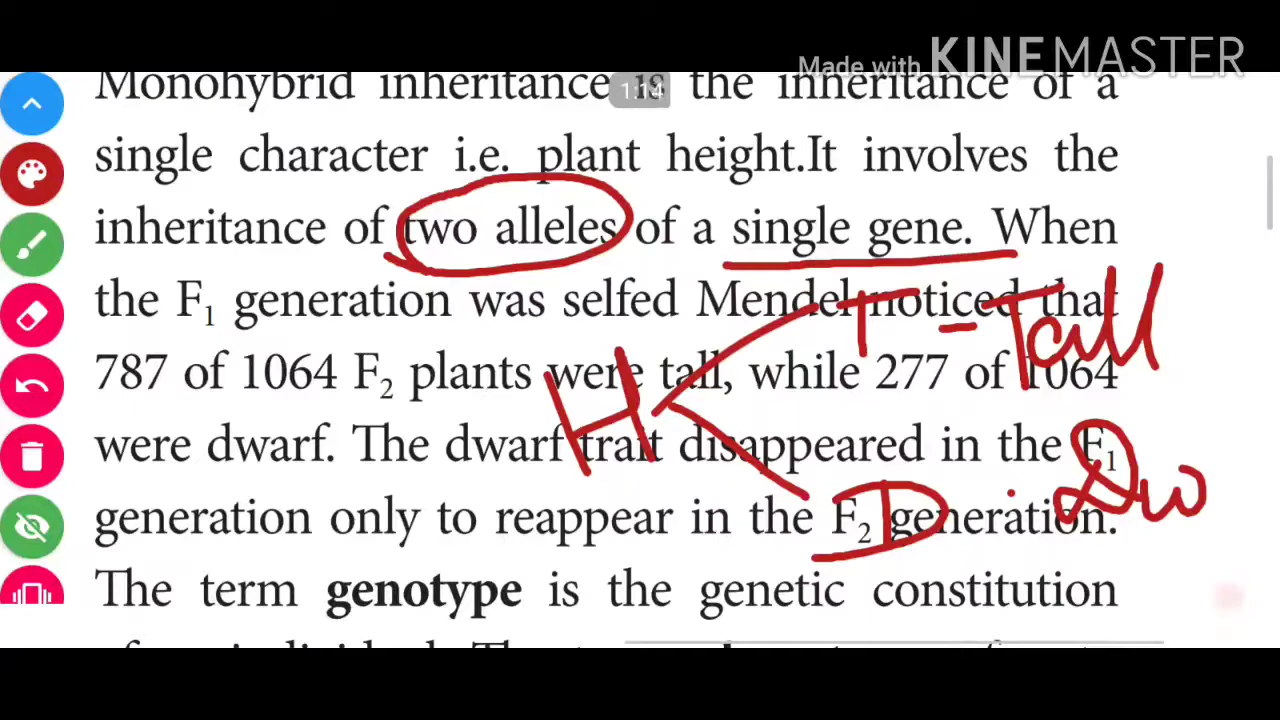 Made with KINEMASTER
Monohybrid inheritance is the inheritance of a
1:14
single character i.e. plant height.It involves the
inheritance of two alleles of a single gene. When
the F1 generation was selfed Mendel noticed that
T - Tall
787 of 1064 F2 plants were tall, while 277 of 1064
H
were dwarf. The dwarf trait disappeared in the F1
generation only to reappear in the F2 generation.
D Dw
The term genotype is the genetic constitution